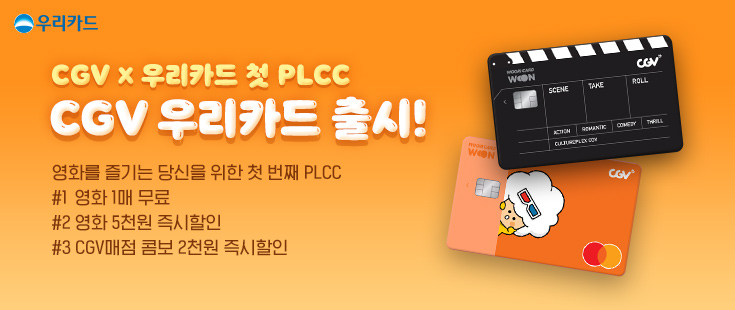 우리카드
CGV x 우리카드 첫 PLCC
CGV 우리카드 출시!
영화를 즐기는 당신을 위한 첫 번째 PLCC
#1 영화 1매 무료
#2 영화 5천원 즉시할인
#3 CGV매점 콤보 2천원 즉시할인
WOORI CARD
WON
CGV
SCENE TAKE ROLL
ACTION ROMANTIC COMEDY THRILL
CULTUREPLEX CGV
WOORI CARD
WON
CGV